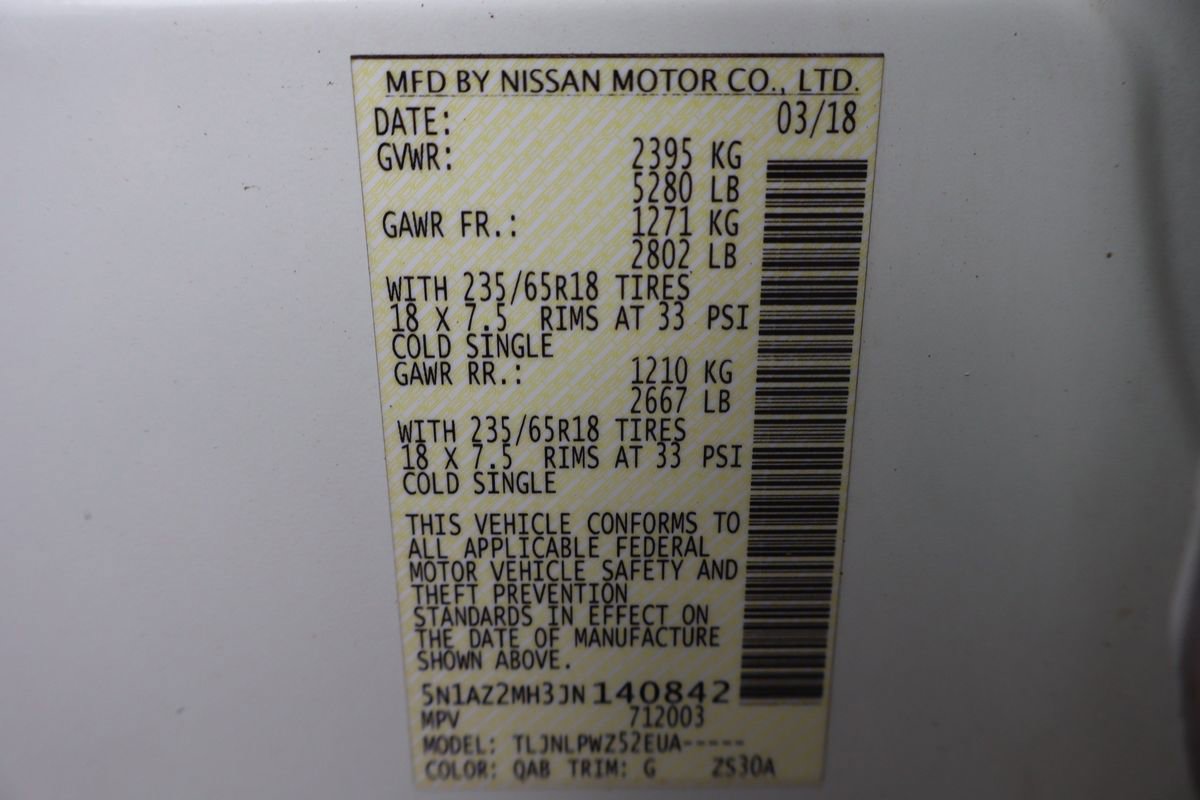 MFD BY NISSAN MOTOR CO., LTD.
DATE: 03/18
GVWR: 2395 KG
5280 LB
GAWR FR.: 1271 KG
2802 LB
WITH 235/65R18 TIRES
18 X 7.5 RIMS AT 33 PSI
COLD SINGLE
GAWR RR.: 1210 KG
2667 LB
WITH 235/65R18 TIRES
18 X 7.5 RIMS AT 33 PSI
COLD SINGLE
THIS VEHICLE CONFORMS TO
ALL APPLICABLE FEDERAL
MOTOR VEHICLE SAFETY AND
THEFT PREVENTION
STANDARDS IN EFFECT ON
THE DATE OF MANUFACTURE
SHOWN ABOVE.
5N1AZ2MH3JN140842
MPV 712003
MODEL: TLJNLPWZ52EUA-----
COLOR: QAB TRIM: G ZS30A